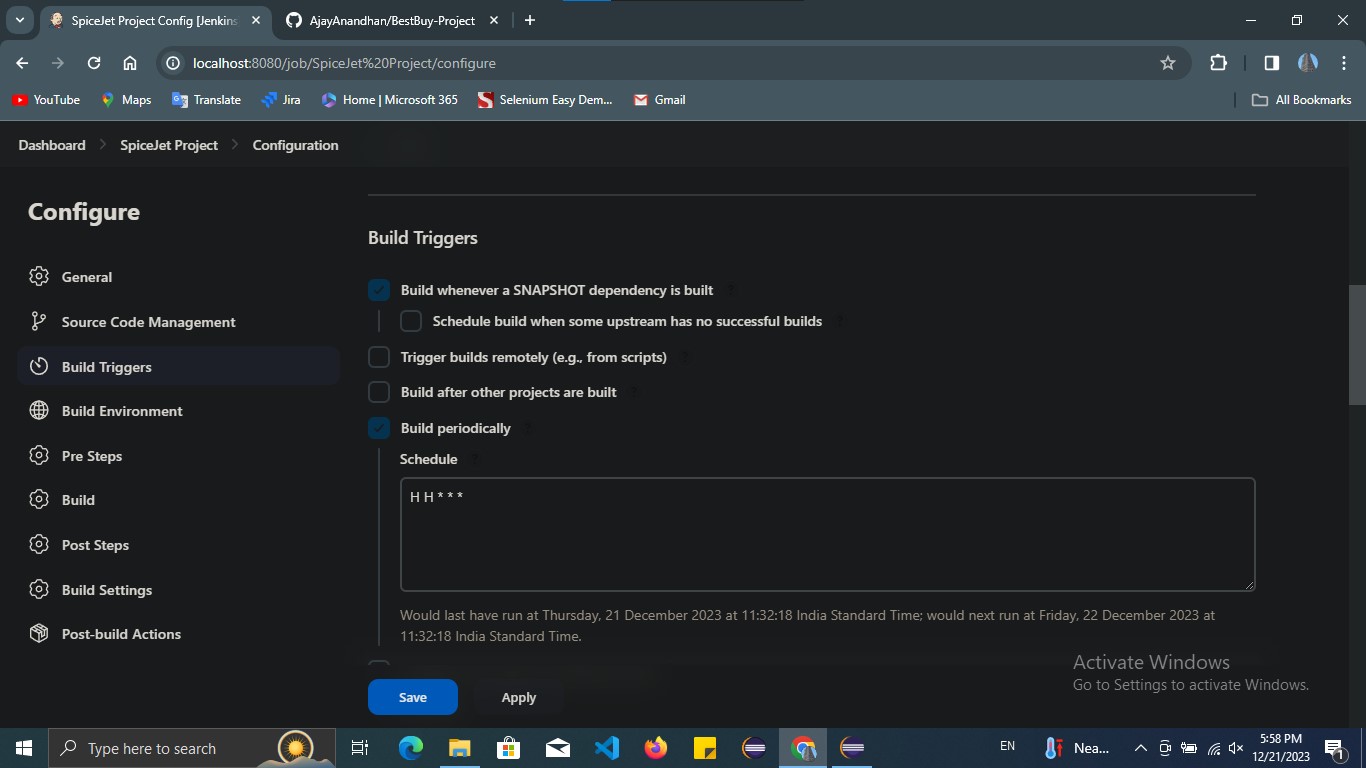 SpiceJet Project Config [Jenkins
AjayAnandhan/BestBuy-Project
localhost:8080/job/SpiceJet%20Project/configure
YouTube
Maps
Translate
Jira
Home | Microsoft 365
Selenium Easy Dem...
Gmail
All Bookmarks
Dashboard
SpiceJet Project
Configuration
Configure
General
Source Code Management
Build Triggers
Build Environment
Pre Steps
Build
Post Steps
Build Settings
Post-build Actions
Build Triggers
Build whenever a SNAPSHOT dependency is built ?
Schedule build when some upstream has no successful builds ?
Trigger builds remotely (e.g., from scripts) ?
Build after other projects are built ?
Build periodically ?
Schedule ?
H H * * *
Would last have run at Thursday, 21 December 2023 at 11:32:18 India Standard Time; would next run at Friday, 22 December 2023 at
11:32:18 India Standard Time.
Save
Apply
Activate Windows
Go to Settings to activate Windows.
Type here to search
EN
Nea...
5:58 PM
12/21/2023
1